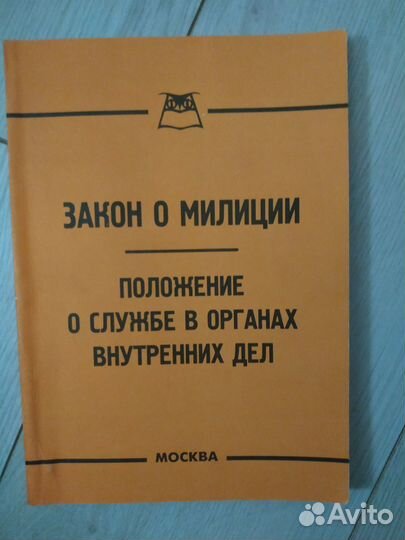 ЗАКОН О МИЛИЦИИ
ПОЛОЖЕНИЕ
О СЛУЖБЕ В ОРГАНАХ
ВНУТРЕННИХ ДЕЛ
МОСКВА
Avito